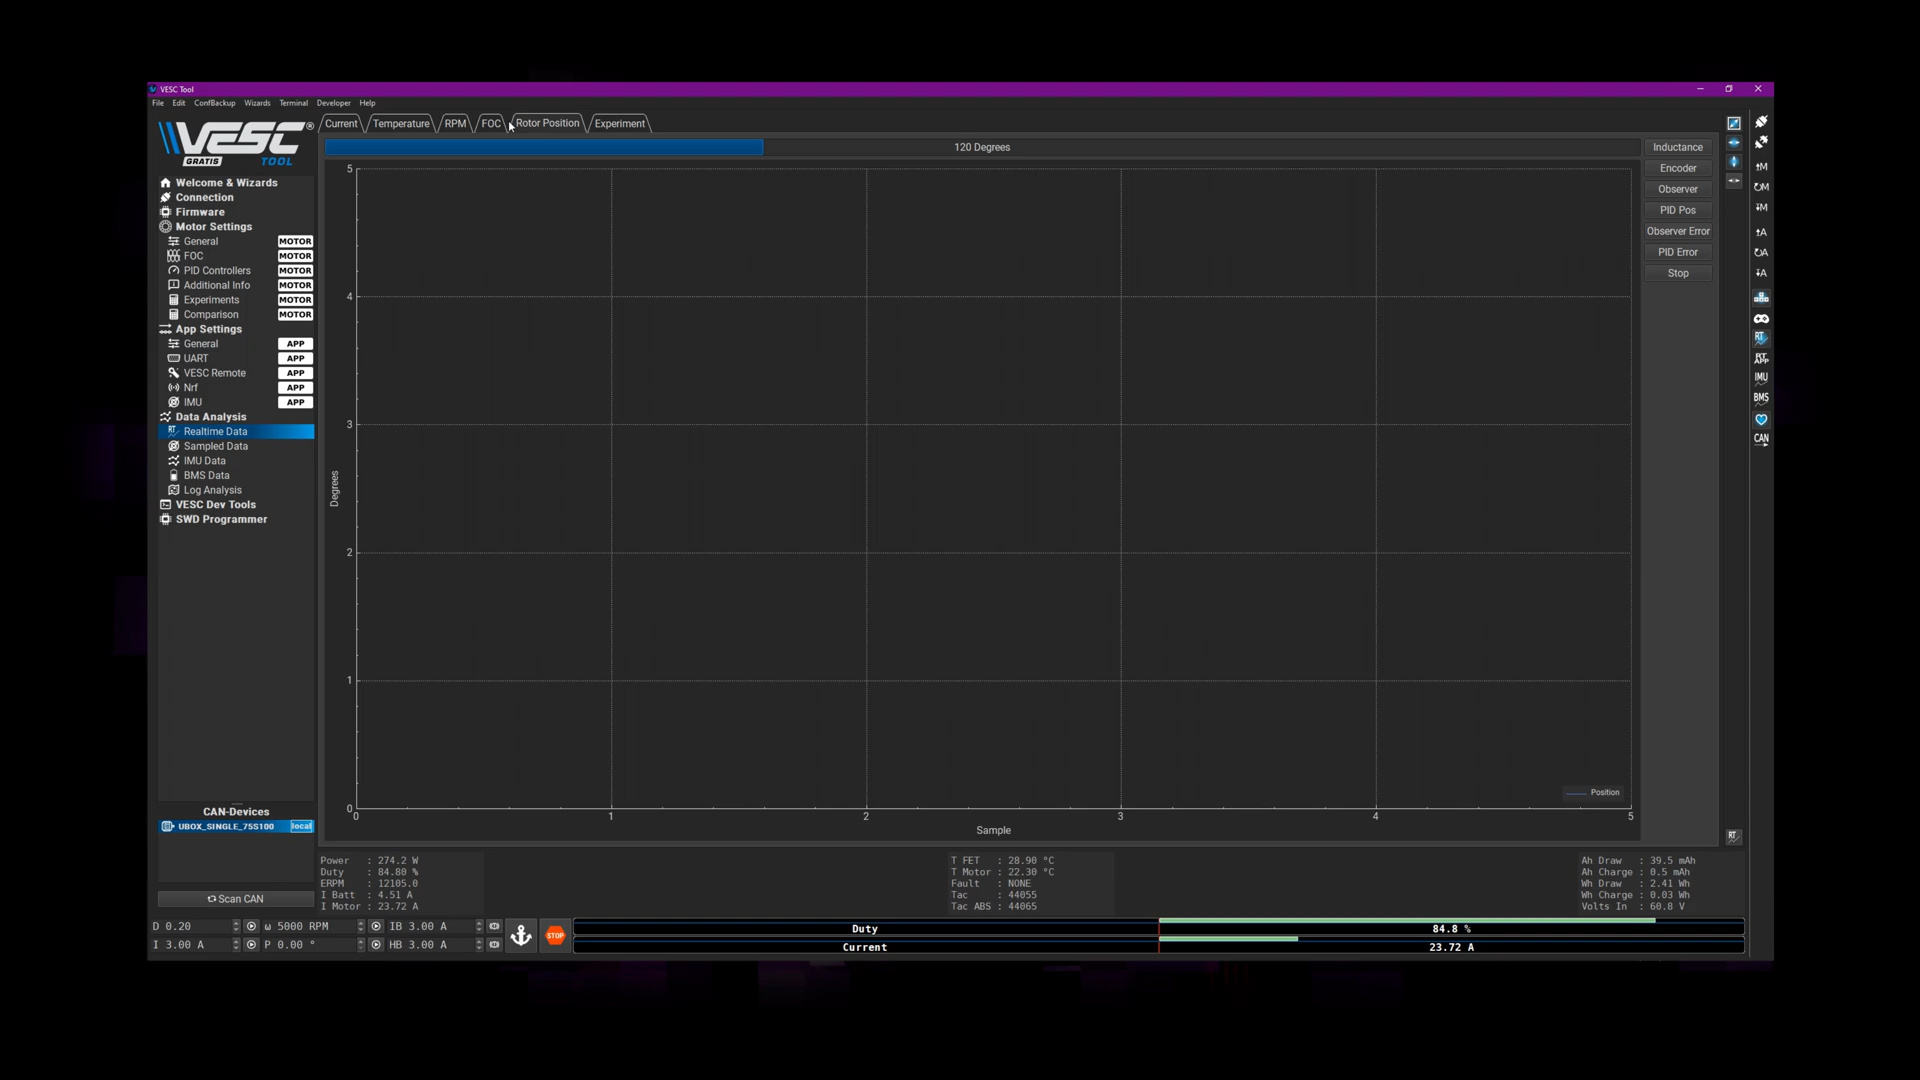 VESC Tool
File Edit ConfBackup Wizards Terminal Developer Help
VESC®
GRATIS TOOL
Welcome & Wizards
Connection
Firmware
Motor Settings
General MOTOR
FOC MOTOR
PID Controllers MOTOR
Additional Info MOTOR
Experiments MOTOR
Comparison MOTOR
App Settings
General APP
UART APP
VESC Remote APP
Nrf APP
IMU APP
Data Analysis
RT Realtime Data
Sampled Data
IMU Data
BMS Data
Log Analysis
VESC Dev Tools
SWD Programmer
CAN-Devices
UBOX_SINGLE_75S100 local
Scan CAN
Current Temperature RPM FOC Rotor Position Experiment
120 Degrees
5
4
3
2
1
0
Degrees
0 1 2 3 4 5
Sample
Position
Inductance
Encoder
Observer
PID Pos
Observer Error
PID Error
Stop
RT
M
M
M
A
A
A
RT
RT
APP
IMU
BMS
CAN
Power : 274.2 W
Duty : 84.80 %
ERPM : 12105.0
I Batt : 4.51 A
I Motor : 23.72 A
T FET : 28.90 °C
T Motor : 22.30 °C
Fault : NONE
Tac : 44055
Tac ABS : 44065
Ah Draw : 39.5 mAh
Ah Charge : 0.5 mAh
Wh Draw : 2.41 Wh
Wh Charge : 0.03 Wh
Volts In : 60.8 V
D 0.20 ω 5000 RPM IB 3.00 A
I 3.00 A P 0.00 ° HB 3.00 A
STOP
Duty 84.8 %
Current 23.72 A